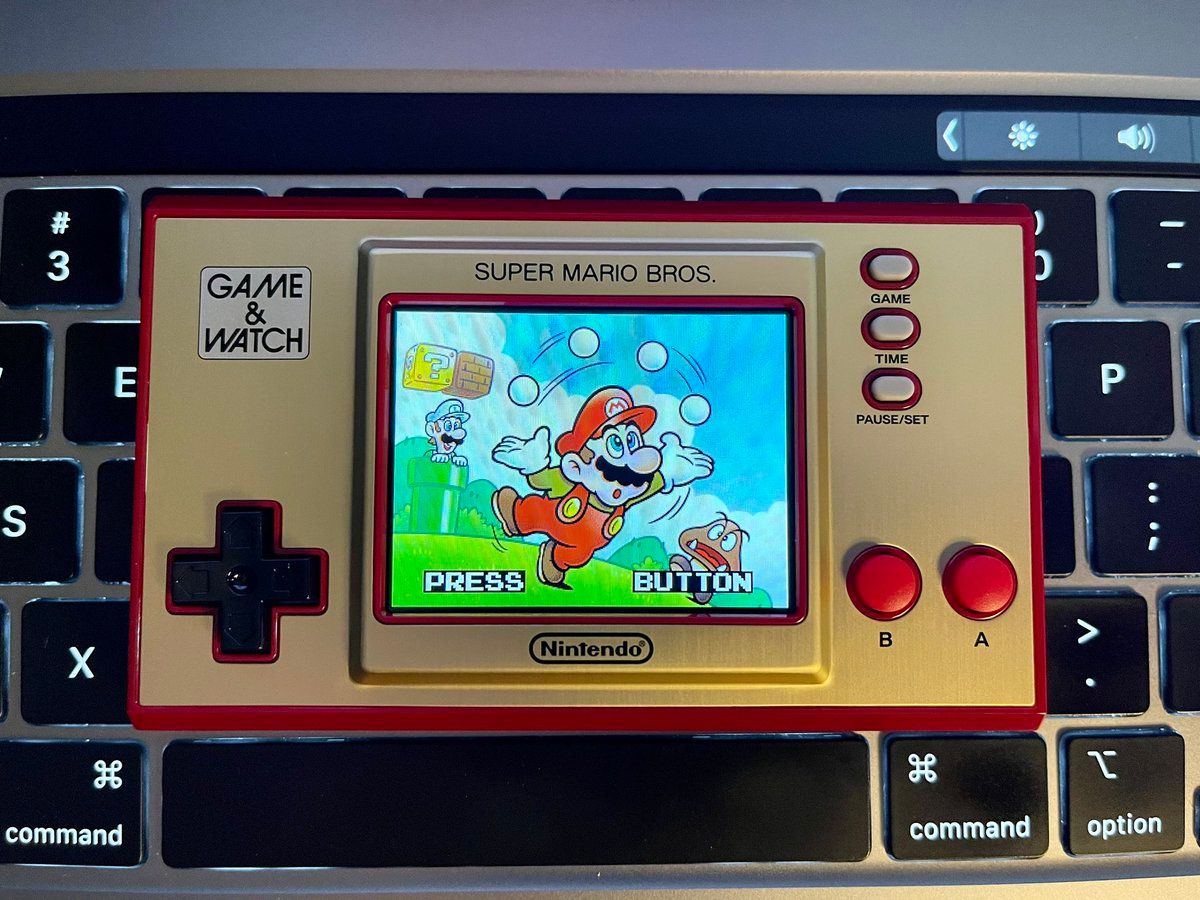 #
3
E
P
S
:
;
X
>
.
GAME
&
WATCH
SUPER MARIO BROS.
GAME
TIME
PAUSE/SET
?
M
PRESS BUTTON
Nintendo®
B A
⌘
command
⌘
command
⌥
option